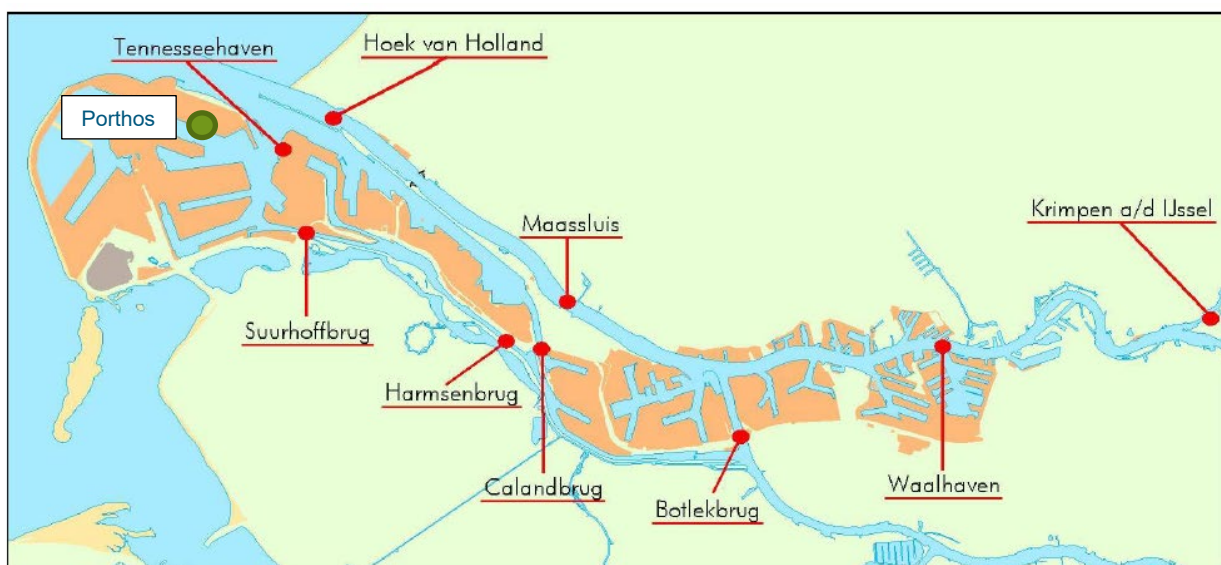 Tennesseehaven
Hoek van Holland
Porthos
Krimpen a/d IJssel
Maassluis
Suurhoffbrug
Harmsenbrug
Calandbrug
Botlekbrug
Waalhaven